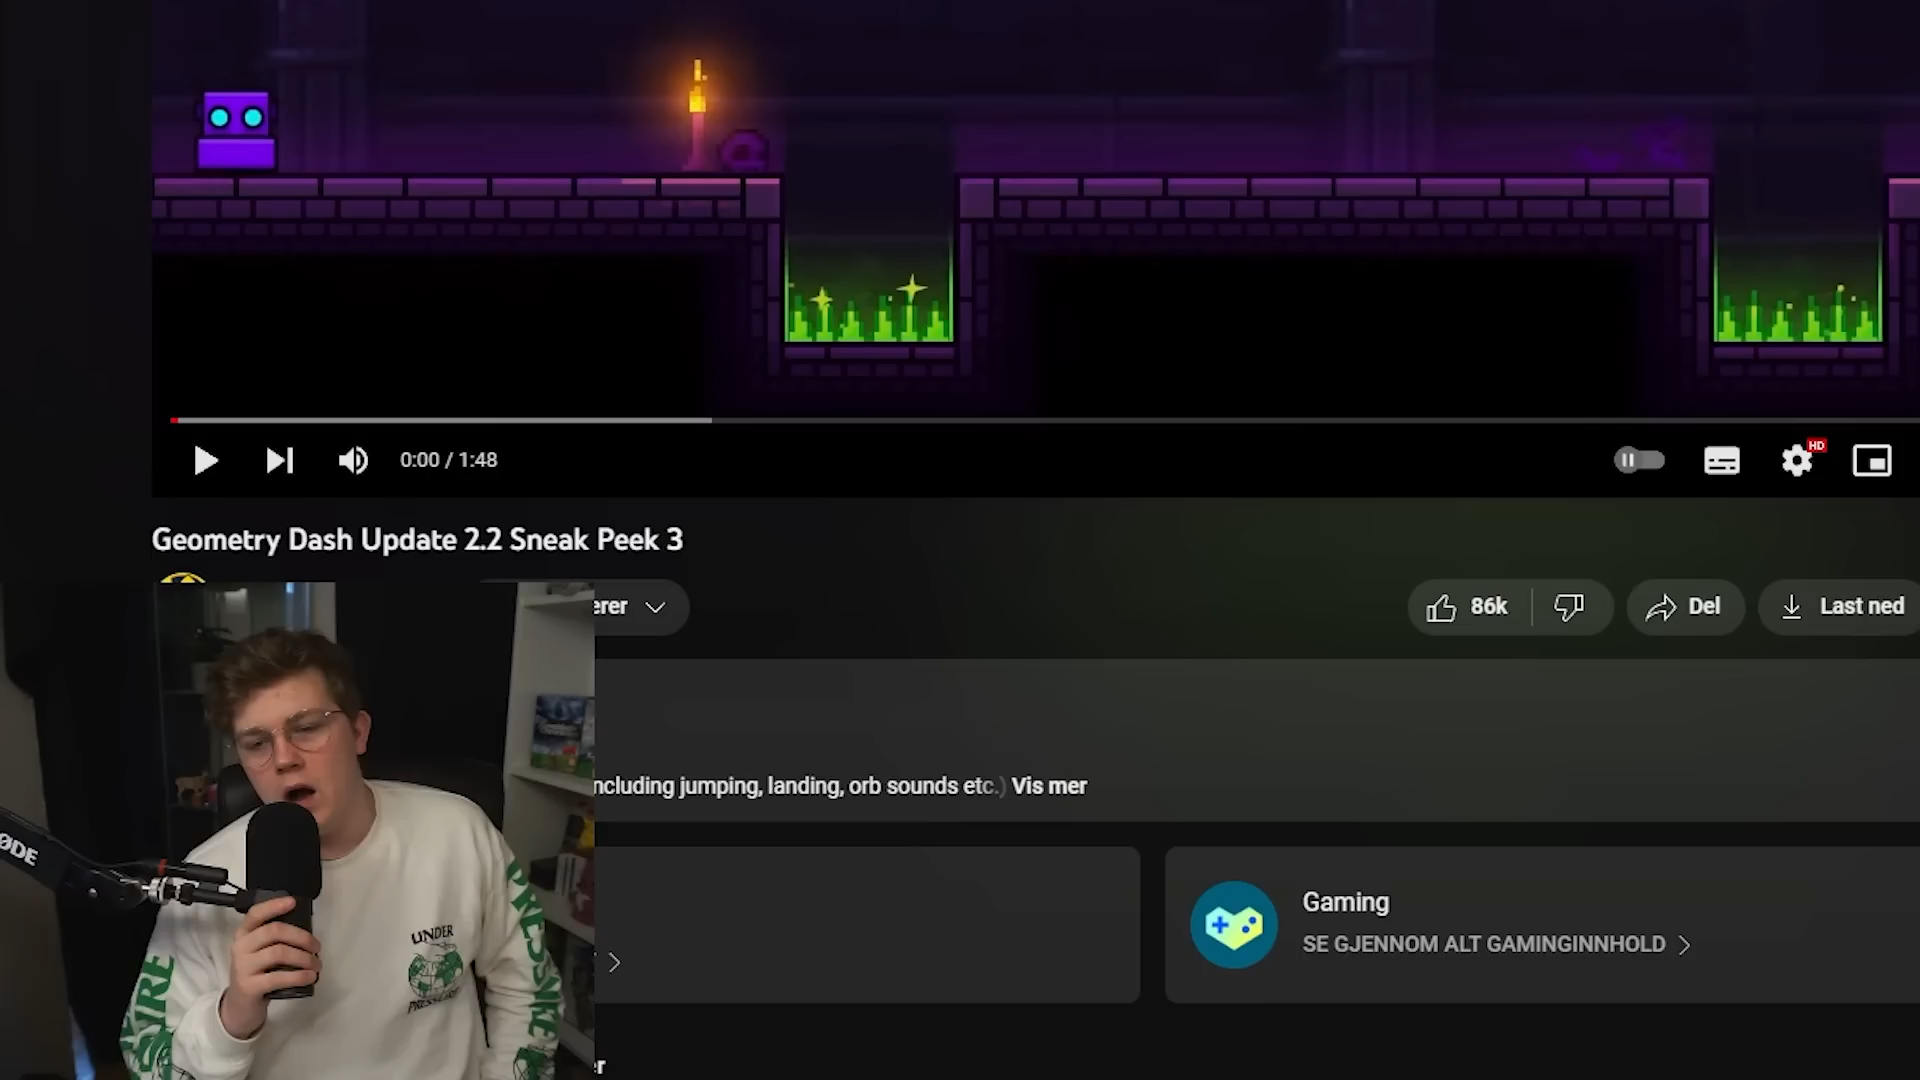 0:00 / 1:48
HD
Geometry Dash Update 2.2 Sneak Peek 3
erer
86k
Del
Last ned
ncluding jumping, landing, orb sounds etc.) Vis mer
Gaming
SE GJENNOM ALT GAMINGINNHOLD
ØDE
UNDER
PRESSURE